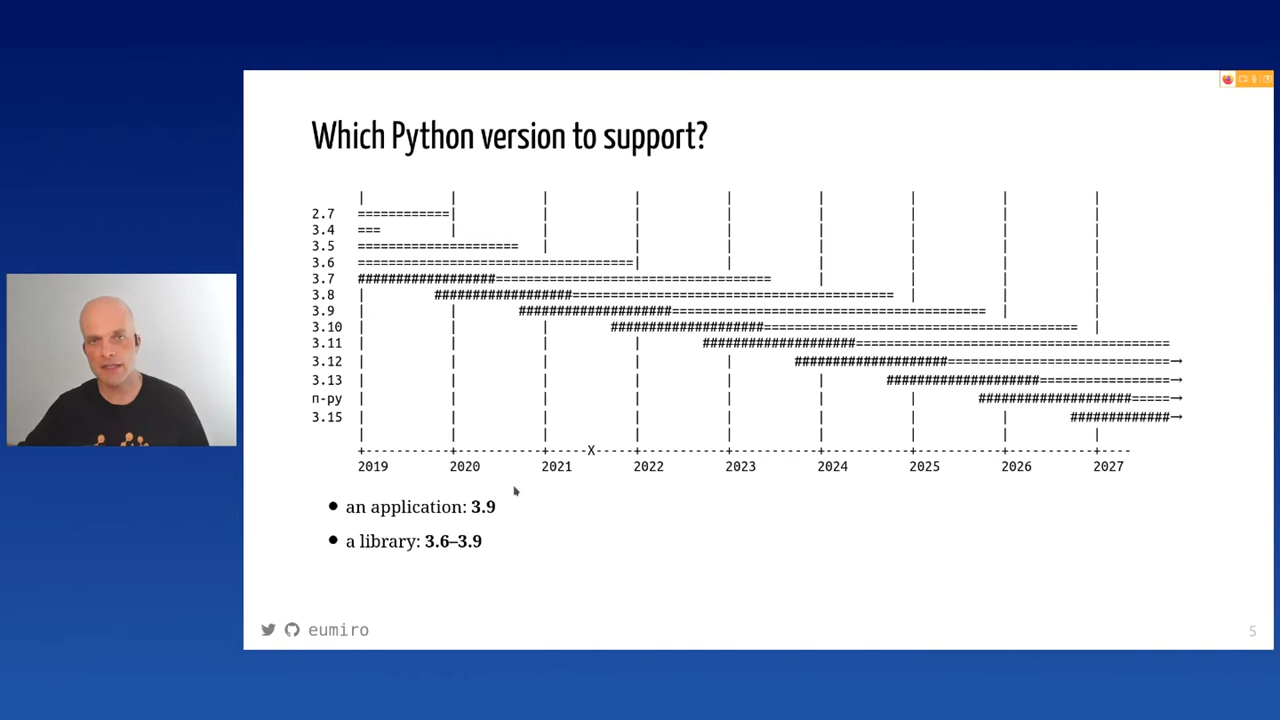 Which Python version to support?
2.7 ============
3.4 ===
3.5 =====================
3.6 ====================================
3.7 ##################====================================
3.8 ##################==========================================
3.9 ####################=========================================
3.10 ####################=========================================
3.11 ####################=========================================
3.12 ####################=============================→
3.13 ####################=================→
π-py ####################=====→
3.15 #############→
+-----------+-----------+-----X-----+-----------+-----------+-----------+-----------+-----------+----
2019 2020 2021 2022 2023 2024 2025 2026 2027
• an application: 3.9
• a library: 3.6–3.9
eumiro
5